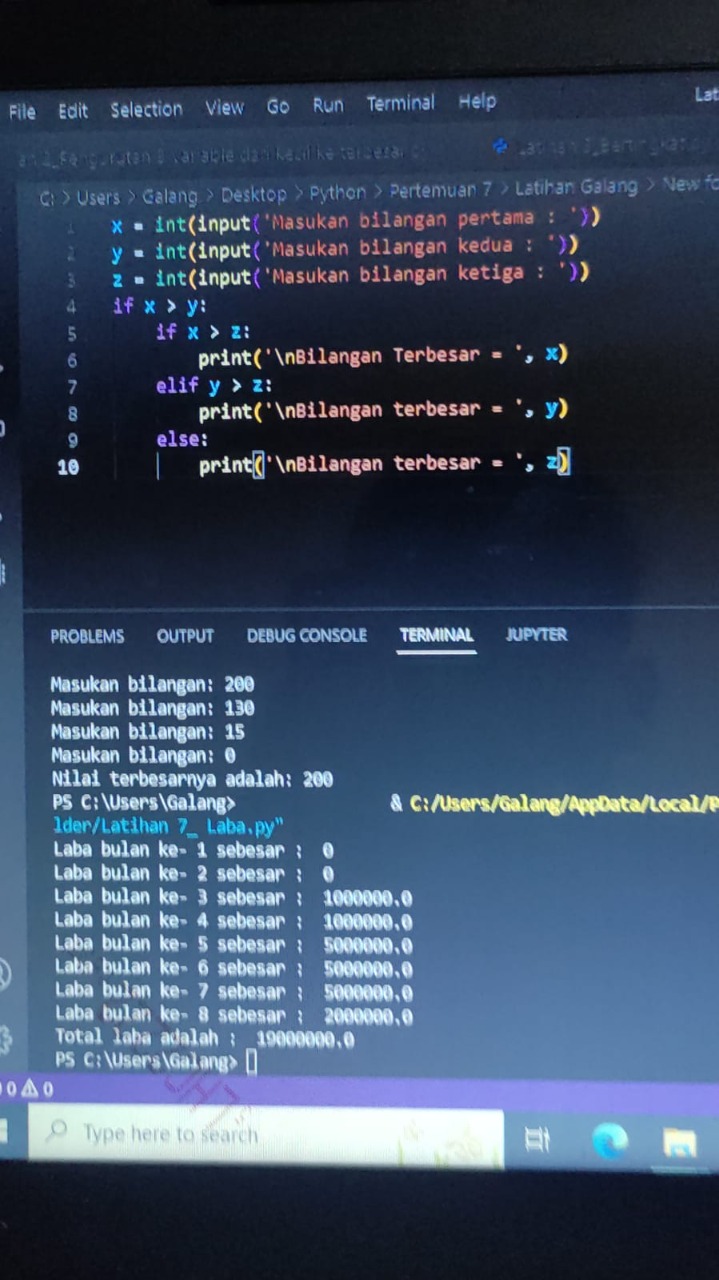 File Edit Selection View Go Run Terminal Help Lat
C: > Users > Galang > Desktop > Python > Pertemuan 7 > Latihan Galang > New fo
1 x = int(input('Masukan bilangan pertama : '))
2 y = int(input('Masukan bilangan kedua : '))
3 z = int(input('Masukan bilangan ketiga : '))
4 if x > y:
5 if x > z:
6 print('\nBilangan Terbesar = ', x)
7 elif y > z:
8 print('\nBilangan terbesar = ', y)
9 else:
10 print('\nBilangan terbesar = ', z)
PROBLEMS OUTPUT DEBUG CONSOLE TERMINAL JUPYTER
Masukan bilangan: 200
Masukan bilangan: 130
Masukan bilangan: 15
Masukan bilangan: 0
Nilai terbesarnya adalah: 200
PS C:\Users\Galang> & C:/Users/Galang/AppData/Local/P
lder/Latihan 7_ Laba.py"
Laba bulan ke- 1 sebesar : 0
Laba bulan ke- 2 sebesar : 0
Laba bulan ke- 3 sebesar : 1000000.0
Laba bulan ke- 4 sebesar : 1000000.0
Laba bulan ke- 5 sebesar : 5000000.0
Laba bulan ke- 6 sebesar : 5000000.0
Laba bulan ke- 7 sebesar : 5000000.0
Laba bulan ke- 8 sebesar : 2000000.0
Total laba adalah : 19000000.0
PS C:\Users\Galang>
0 0
Type here to search